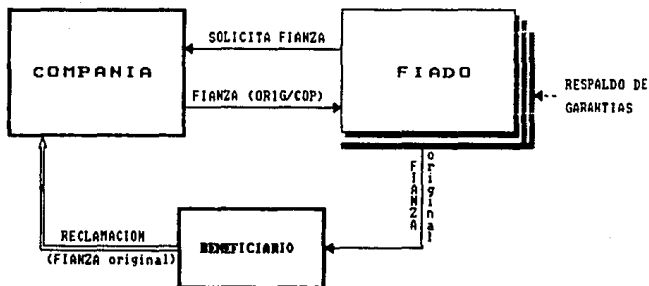 SOLICITA FIANZA
COMPANIA
FIADO
FIANZA (ORIG/COP)
RESPALDO DE
GARANTIAS
FIANZA
original
RECLAMACION
(FIANZA original)
BENEFICIARIO